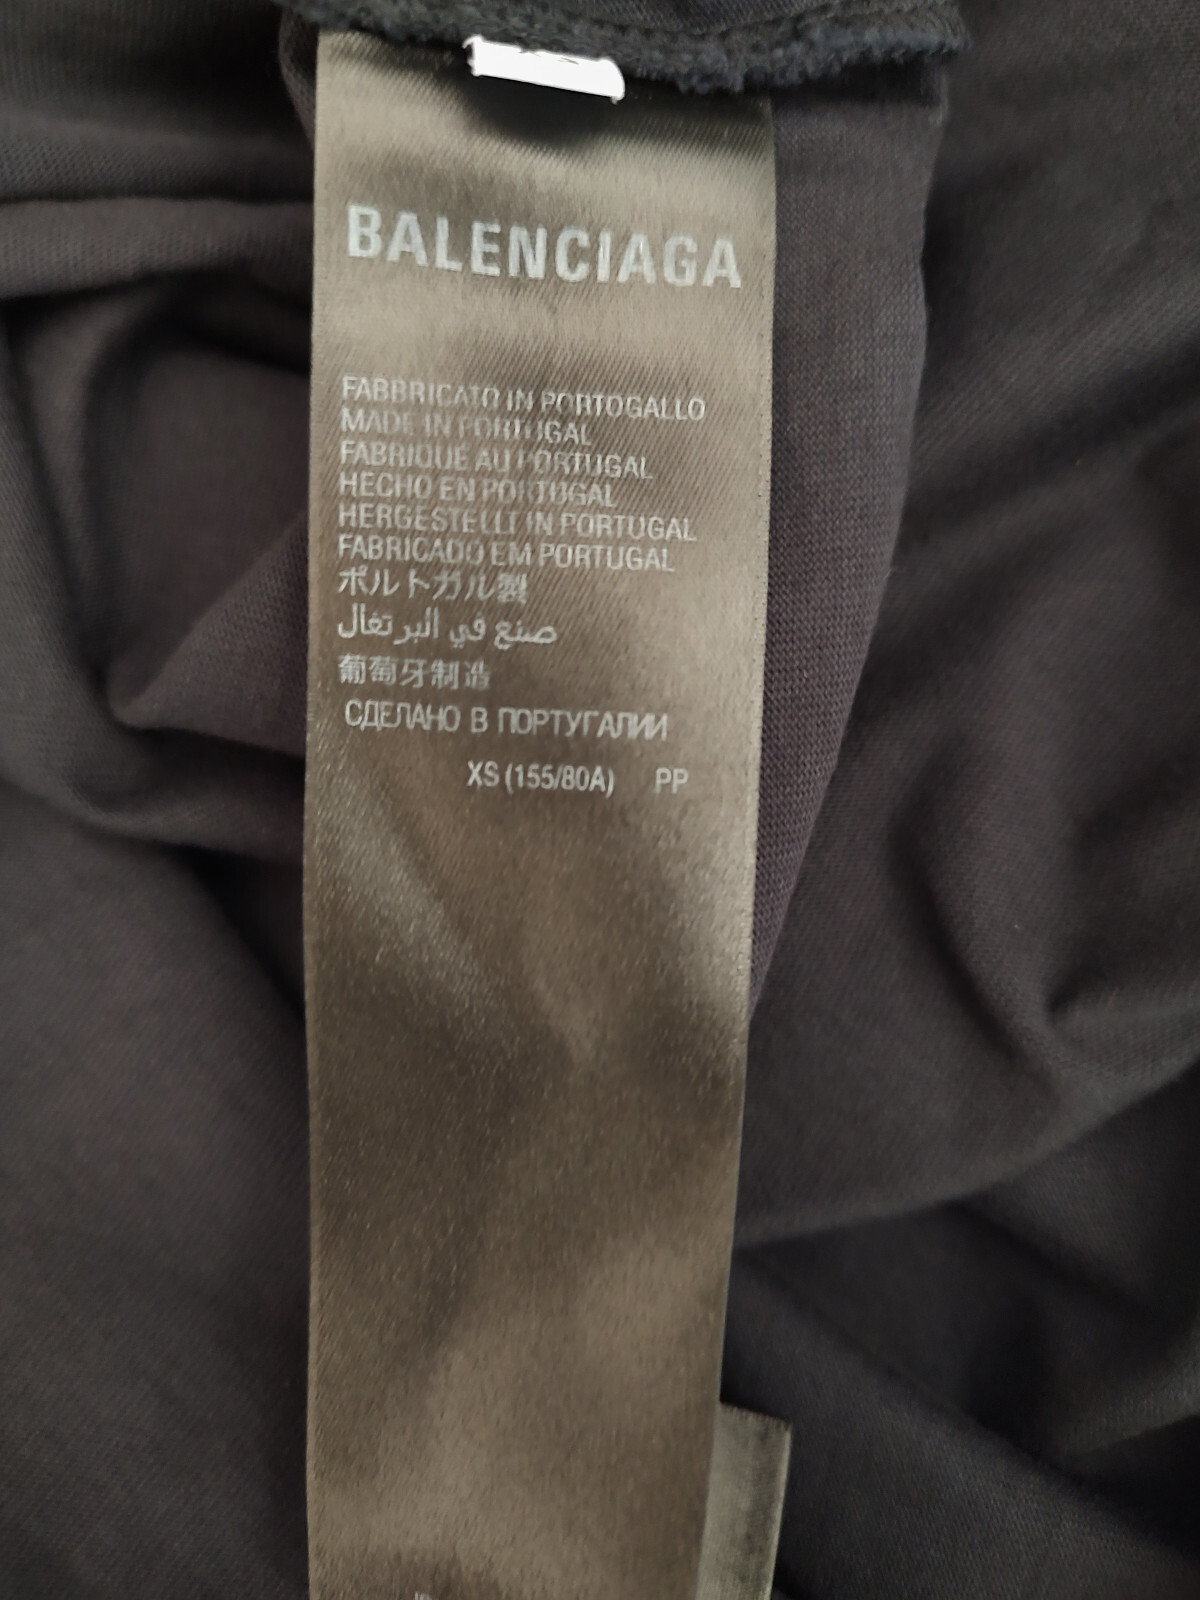 BALENCIAGA
FABBRICATO IN PORTOGALLO
MADE IN PORTUGAL
FABRIQUE AU PORTUGAL
HECHO EN PORTUGAL
HERGESTELLT IN PORTUGAL
FABRICADO EM PORTUGAL
ポルトガル製
صنع في البرتغال
葡萄牙制造
СДЕЛАНО В ПОРТУГАЛИИ
XS (155/80A) PP